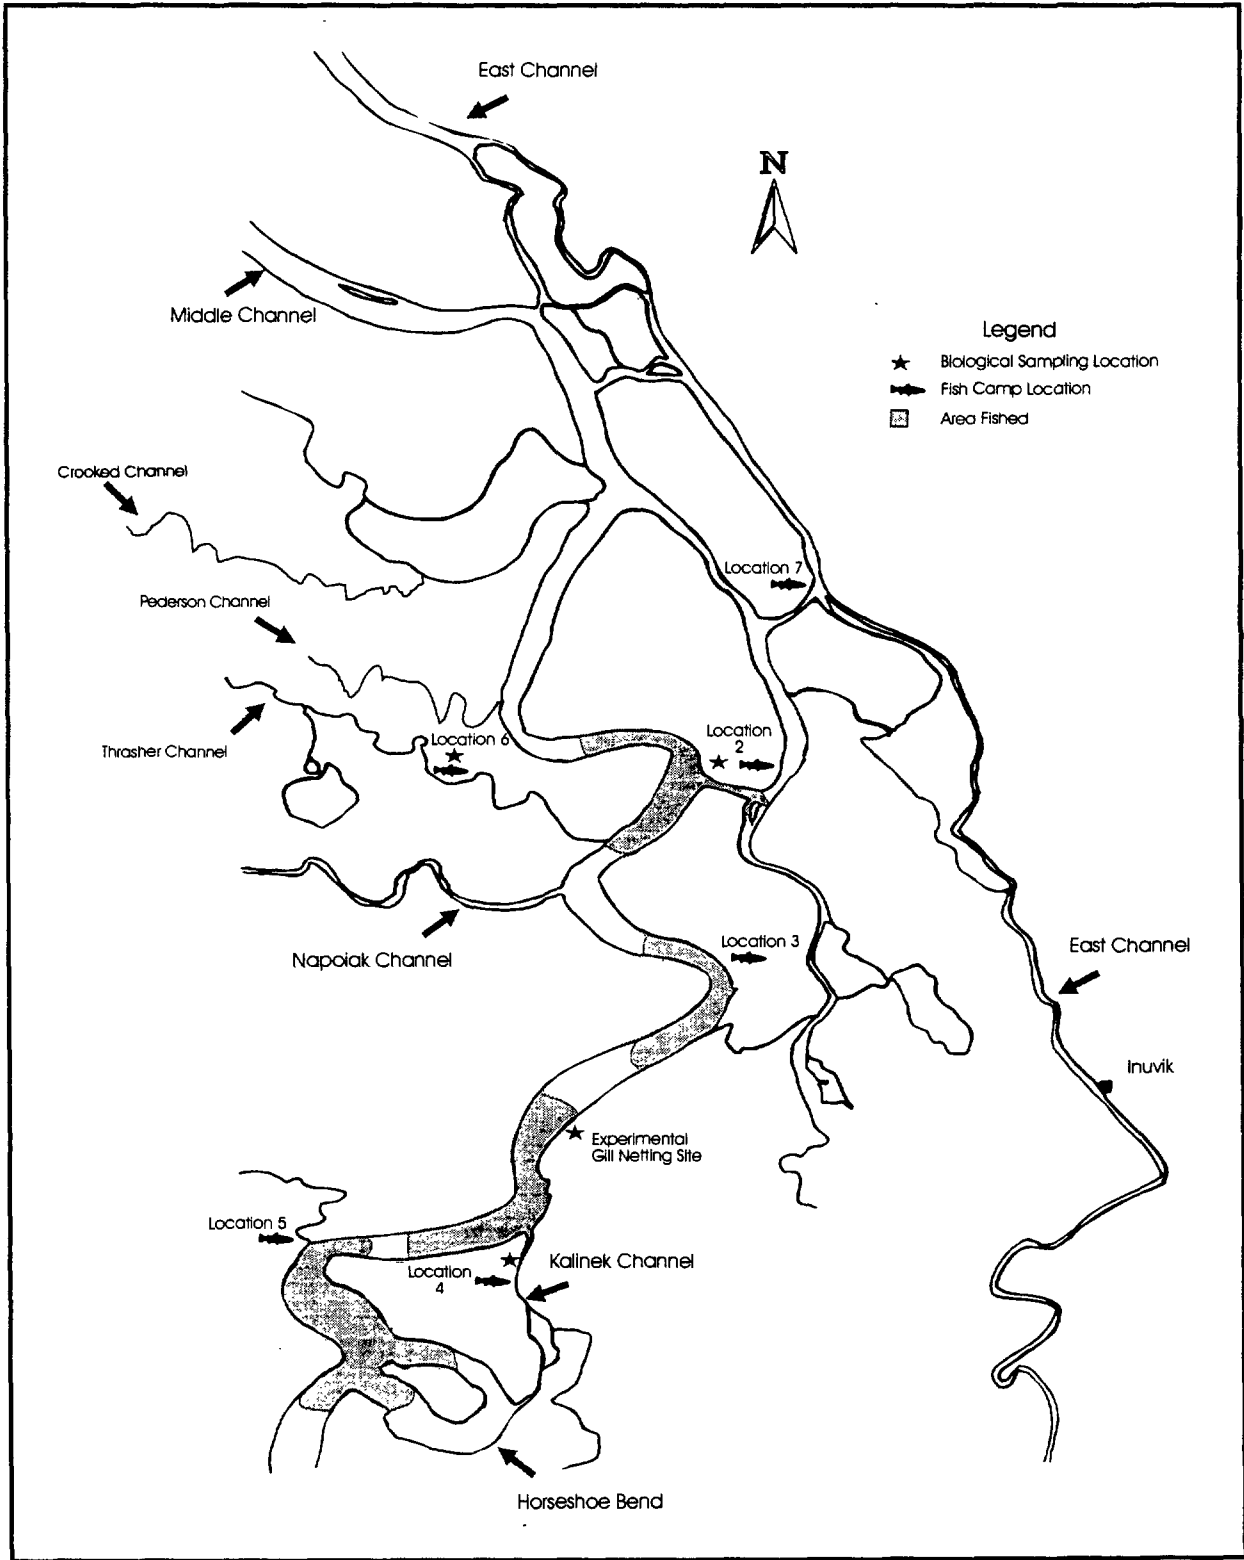 East Channel
N
Middle Channel
Legend
Biological Sampling Location
Fish Camp Location
Area Fished
Crooked Channel
Location 7
Pederson Channel
Thrasher Channel
Location 6
Location
2
Napoiak Channel
Location 3
East Channel
Inuvik
Experimental
Gill Netting Site
Location 5
Location
4
Kalinek Channel
Horseshoe Bend